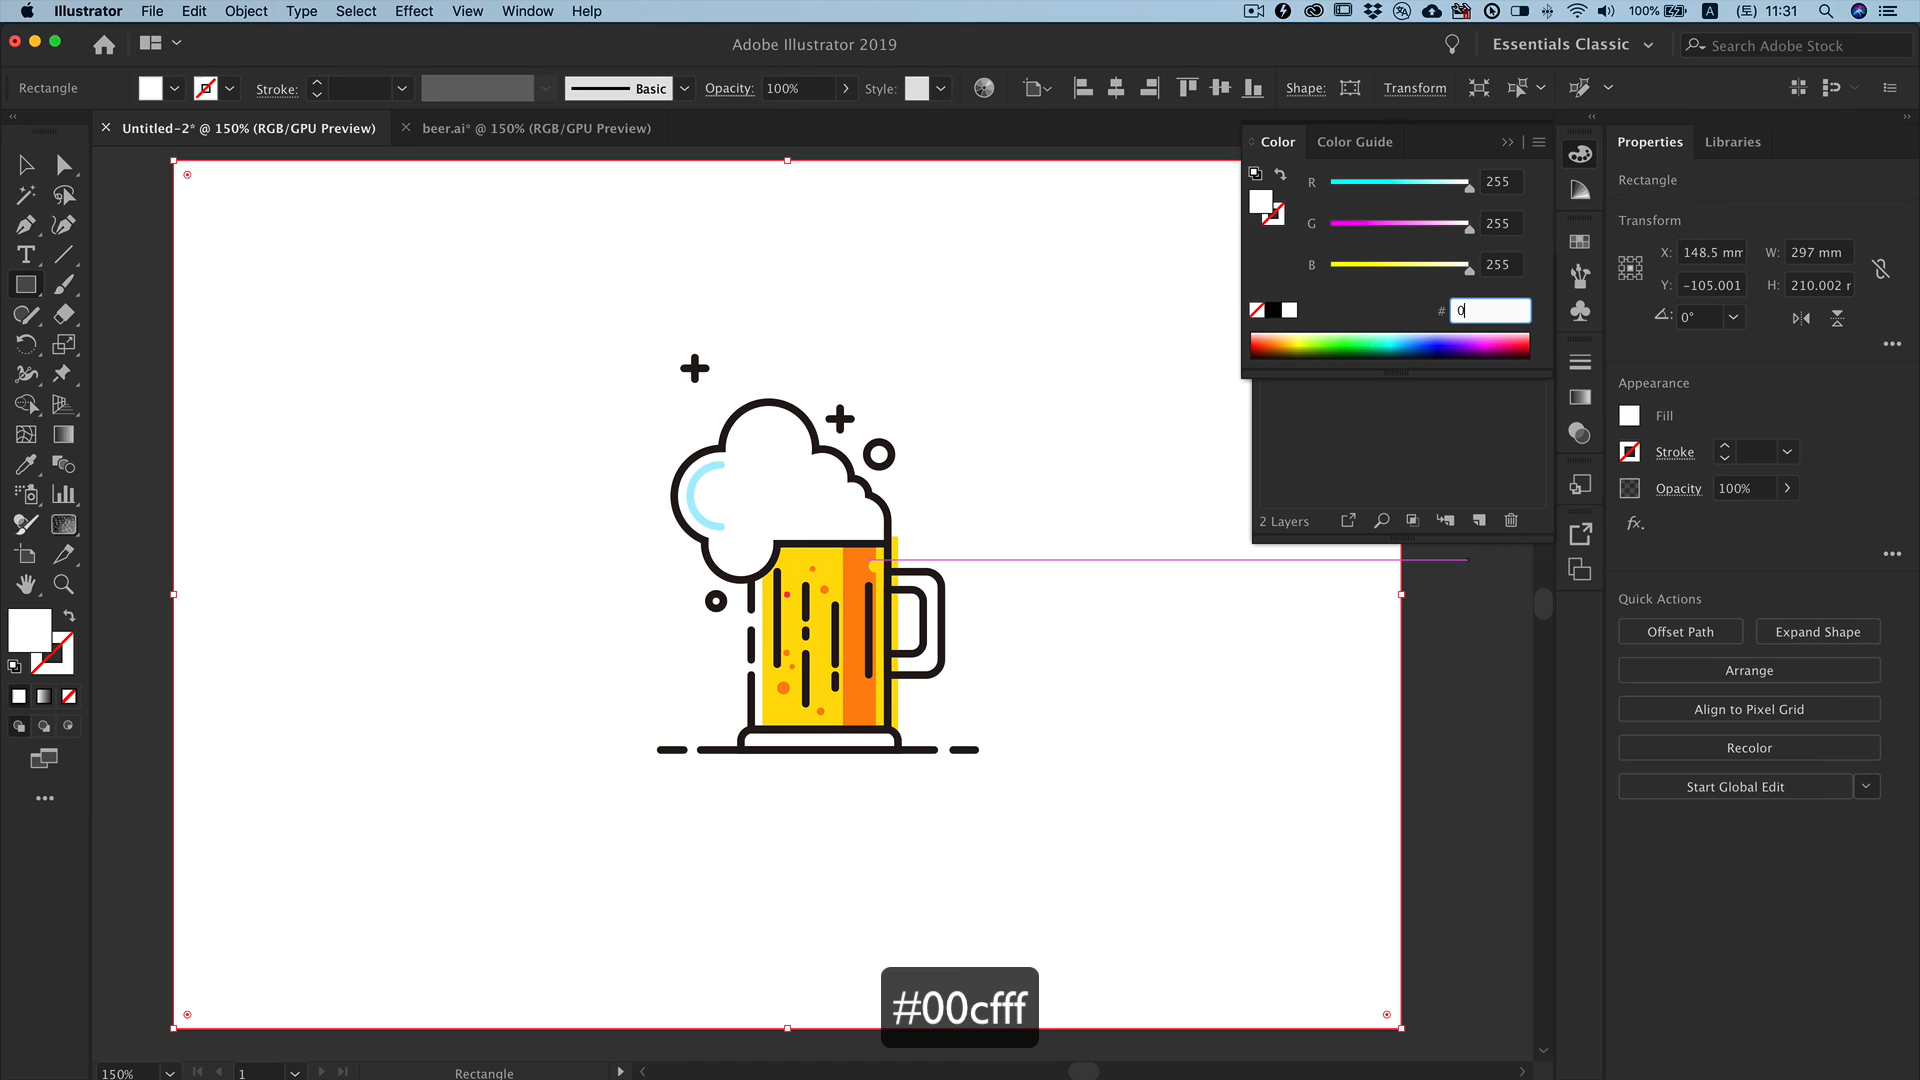 Illustrator File Edit Object Type Select Effect View Window Help
100% A (토) 11:31
Adobe Illustrator 2019
Essentials Classic
Search Adobe Stock
Rectangle
Stroke:
Basic
Opacity: 100%
Style:
Shape:
Transform
Untitled-2* @ 150% (RGB/GPU Preview)
beer.ai* @ 150% (RGB/GPU Preview)
Color
Color Guide
R 255
G 255
B 255
# 0
2 Layers
Properties
Libraries
Rectangle
Transform
X: 148.5 mm W: 297 mm
Y: -105.001 H: 210.002 r
0°
Appearance
Fill
Stroke
Opacity 100%
fx.
Quick Actions
Offset Path
Expand Shape
Arrange
Align to Pixel Grid
Recolor
Start Global Edit
#00cfff
150%
1
Rectangle